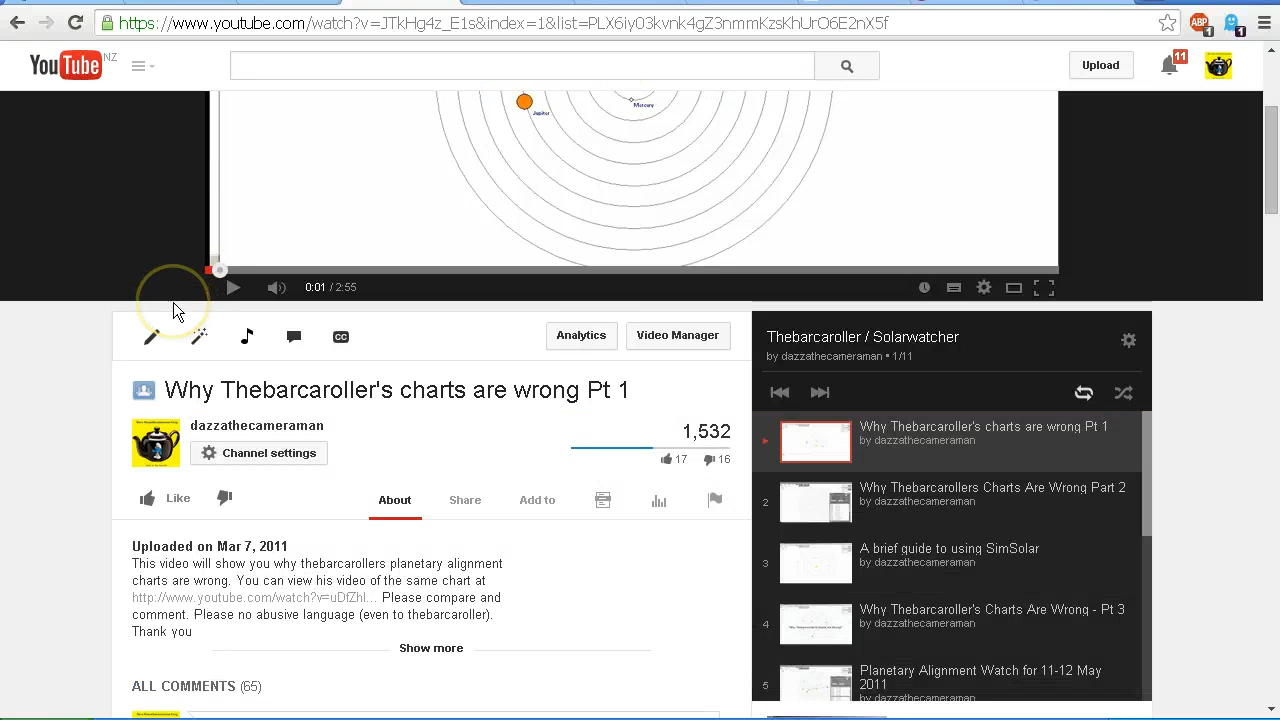 https://www.youtube.com/watch?v=JTkHg4z_E1s&index=1&list=PLX6iy03kvnk4gZ3nmmKzsKhUrO6E2nX5f
ABP
1
1
YouTube NZ
Upload
11
Mercury
Jupiter
0:01 / 2:55
CC
Analytics
Video Manager
Why Thebarcaroller's charts are wrong Pt 1
dazzathecameraman
Channel settings
1,532
17
16
Like
About
Share
Add to
Uploaded on Mar 7, 2011
This video will show you why thebarcarollers planetary alignment
charts are wrong. You can view his video of the same chart at
http://www.youtube.com/watch?v=uDfZhl... Please compare and
comment. Please no abusive language (even to thebarcaroller).
Thank you
Show more
ALL COMMENTS (65)
Thebarcaroller / Solarwatcher
by dazzathecameraman • 1/11
Why Thebarcaroller's charts are wrong Pt 1
by dazzathecameraman
2
Why Thebarcarollers Charts Are Wrong Part 2
by dazzathecameraman
3
A brief guide to using SimSolar
by dazzathecameraman
4
Why Thebarcaroller's Charts Are Wrong - Pt 3
by dazzathecameraman
5
Planetary Alignment Watch for 11-12 May
2011
by dazzathecameraman